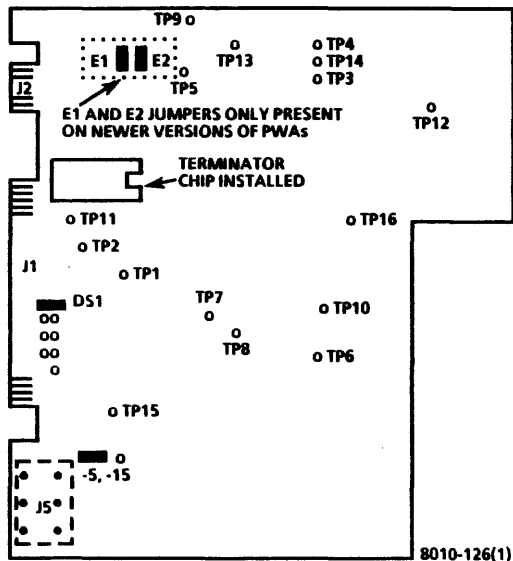 TP9
E1 E2
TP5
TP13
TP4
TP14
TP3
J2
E1 AND E2 JUMPERS ONLY PRESENT
ON NEWER VERSIONS OF PWAs
TP12
TERMINATOR
CHIP INSTALLED
TP11
TP16
TP2
J1
TP1
DS1
TP7
TP10
TP8
TP6
TP15
-5, -15
J5
8010-126(1)